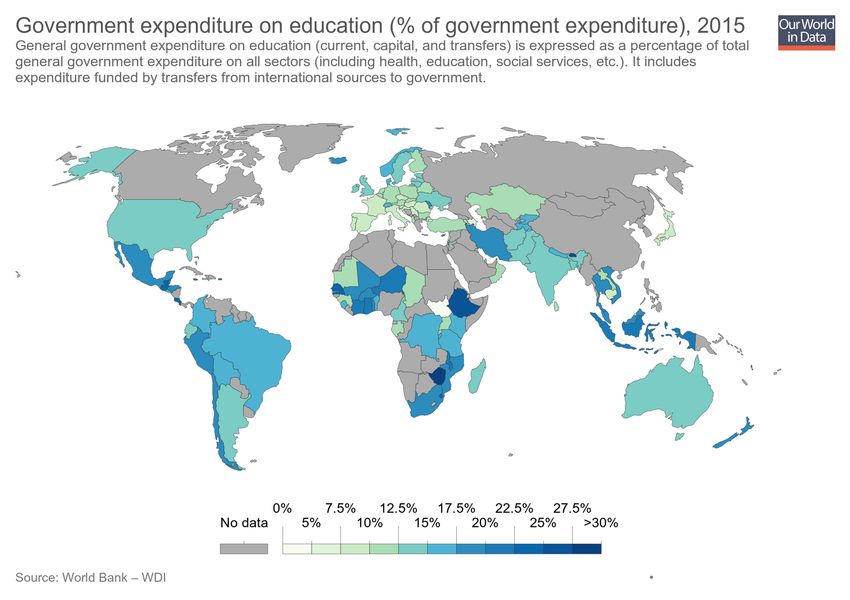 Government expenditure on education (% of government expenditure), 2015
Our World
in Data
General government expenditure on education (current, capital, and transfers) is expressed as a percentage of total
general government expenditure on all sectors (including health, education, social services, etc.). It includes
expenditure funded by transfers from international sources to government.
0% 7.5% 12.5% 17.5% 22.5% 27.5%
No data 5% 10% 15% 20% 25% >30%
Source: World Bank – WDI